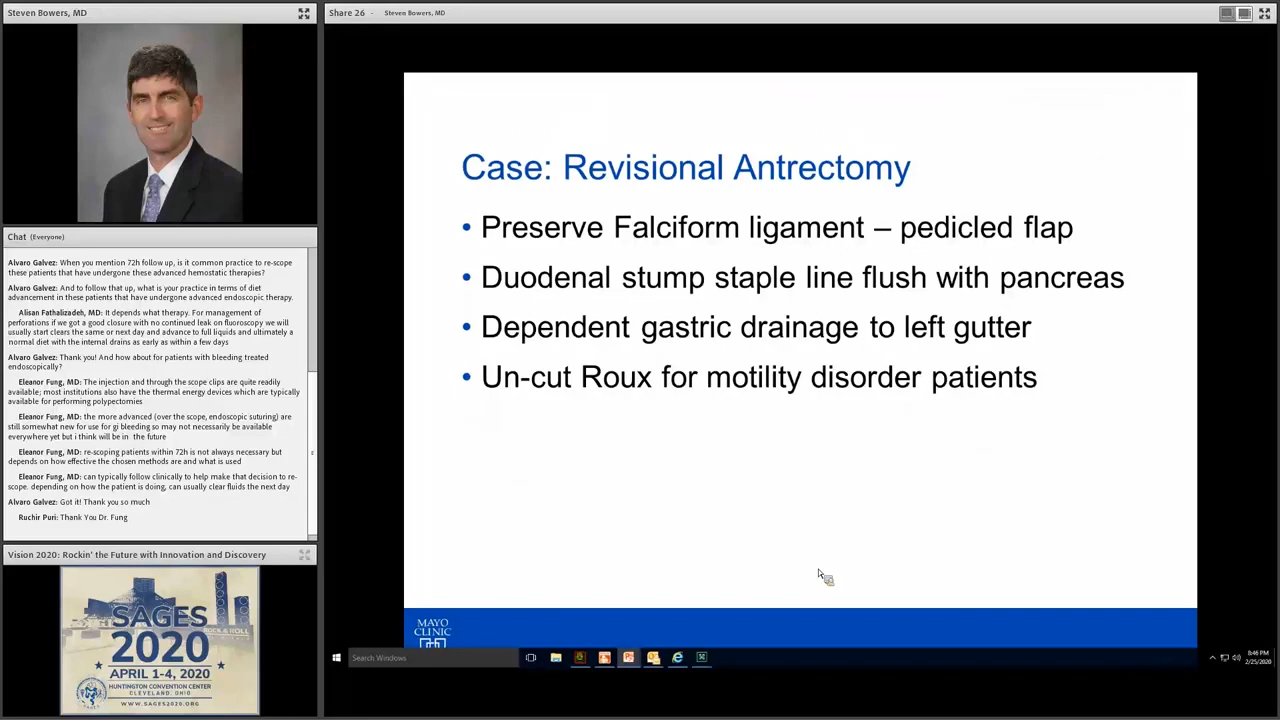 Steven Bowers, MD
Share 26 - Steven Bowers, MD
Case: Revisional Antrectomy
• Preserve Falciform ligament – pedicled flap
• Duodenal stump staple line flush with pancreas
• Dependent gastric drainage to left gutter
• Un-cut Roux for motility disorder patients
MAYO
CLINIC
Search Windows
8:46 PM
2/25/2020
Chat (Everyone)
Alvaro Galvez: When you mention 72h follow up, is it common practice to re-scope
these patients that have undergone these advanced hemostatic therapies?
Alvaro Galvez: And to follow that up, what is your practice in terms of diet
advancement in these patients that have undergone advanced endoscopic therapy.
Alisan Fathalizadeh, MD: It depends what therapy. For management of
perforations if we got a good closure with no continued leak on fluoroscopy we will
usually start clears the same or next day and advance to full liquids and ultimately a
normal diet with the internal drains as early as within a few days
Alvaro Galvez: Thank you! And how about for patients with bleeding treated
endoscopically?
Eleanor Fung, MD: The injection and through the scope clips are quite readily
available; most institutions also have the thermal energy devices which are typically
available for performing polypectomies
Eleanor Fung, MD: the more advanced (over the scope, endoscopic suturing) are
still somewhat new for use for gi bleeding so may not necessarily be available
everywhere yet but i think will be in the future
Eleanor Fung, MD: re-scoping patients within 72h is not always necessary but
depends on how effective the chosen methods are and what is used
Eleanor Fung, MD: can typically follow clinically to help make that decision to re-
scope. depending on how the patient is doing, can usually clear fluids the next day
Alvaro Galvez: Got it! Thank you so much
Ruchir Puri: Thank You Dr. Fung
Vision 2020: Rockin' the Future with Innovation and Discovery
ROCK & ROLL
SAGES
2020
APRIL 1-4, 2020
HUNTINGTON CONVENTION CENTER
CLEVELAND, OHIO
WWW.SAGES2020.ORG